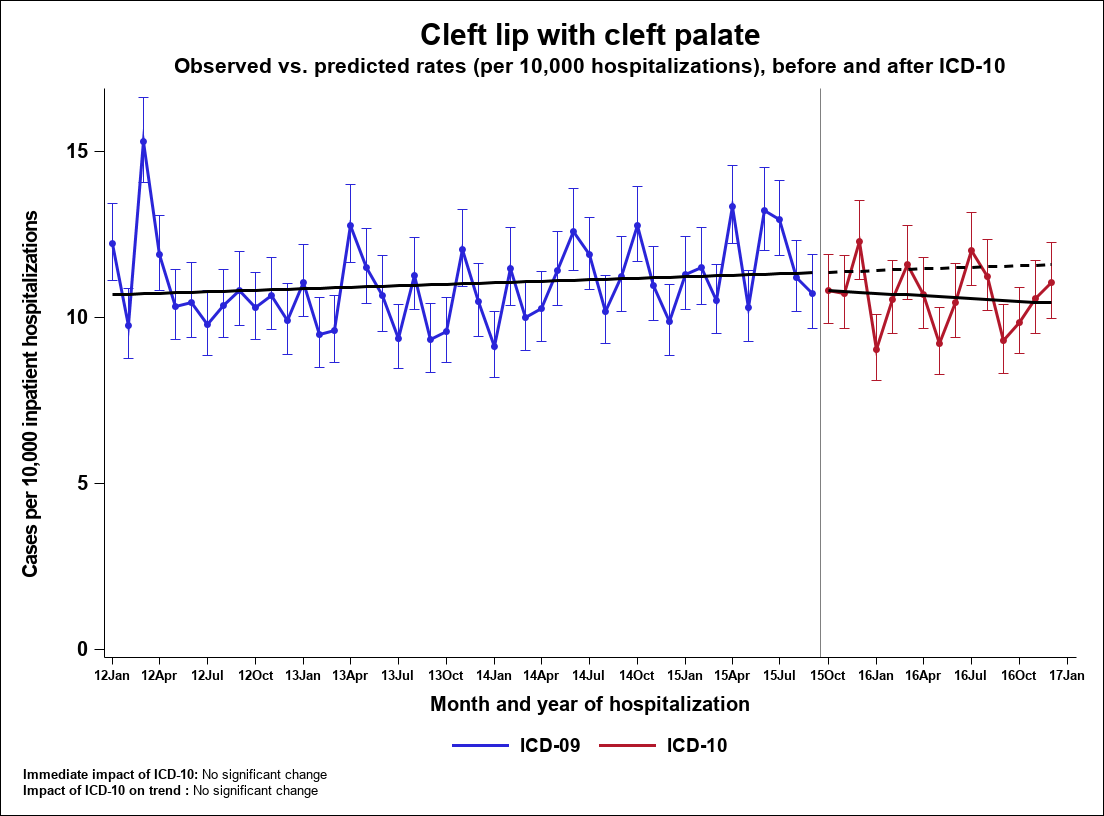 Cleft lip with cleft palate
Observed vs. predicted rates (per 10,000 hospitalizations), before and after ICD-10
Cases per 10,000 inpatient hospitalizations
15
10
5
0
12Jan 12Apr 12Jul 12Oct 13Jan 13Apr 13Jul 13Oct 14Jan 14Apr 14Jul 14Oct 15Jan 15Apr 15Jul 15Oct 16Jan 16Apr 16Jul 16Oct 17Jan
Month and year of hospitalization
ICD-09 ICD-10
Immediate impact of ICD-10: No significant change
Impact of ICD-10 on trend : No significant change